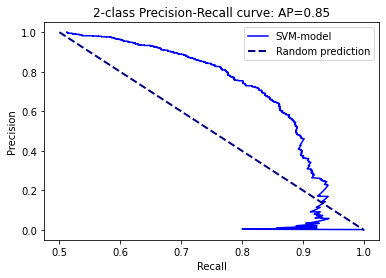 2-class Precision-Recall curve: AP=0.85
SVM-model
Random prediction
Precision
1.0
0.8
0.6
0.4
0.2
0.0
0.5 0.6 0.7 0.8 0.9 1.0
Recall